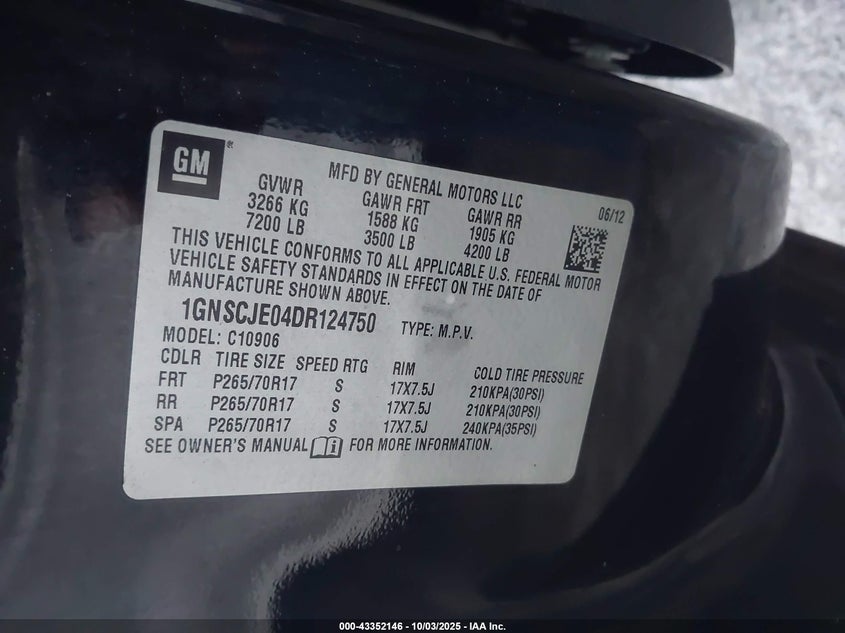 GM®
MFD BY GENERAL MOTORS LLC
06/12
GVWR GAWR FRT GAWR RR
3266 KG 1588 KG 1905 KG
7200 LB 3500 LB 4200 LB
THIS VEHICLE CONFORMS TO ALL APPLICABLE U.S. FEDERAL MOTOR
VEHICLE SAFETY STANDARDS IN EFFECT ON THE DATE OF
MANUFACTURE SHOWN ABOVE.
1GNSCJE04DR124750 TYPE: M.P.V.
MODEL: C10906
CDLR TIRE SIZE SPEED RTG RIM COLD TIRE PRESSURE
FRT P265/70R17 S 17X7.5J 210KPA(30PSI)
RR P265/70R17 S 17X7.5J 210KPA(30PSI)
SPA P265/70R17 S 17X7.5J 240KPA(35PSI)
SEE OWNER'S MANUAL i FOR MORE INFORMATION.
000-43352146 - 10/03/2025 - IAA Inc.